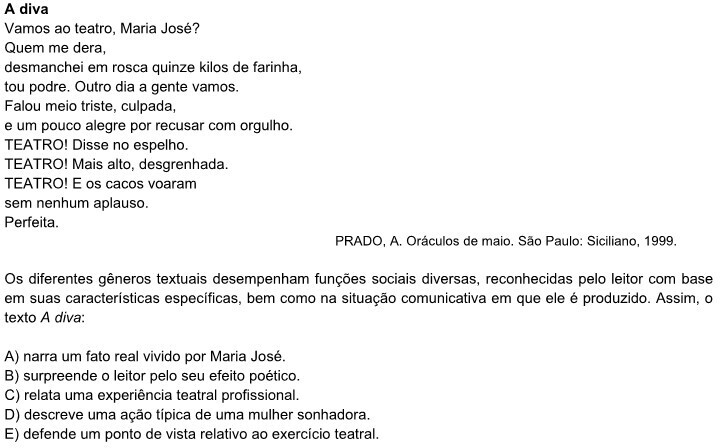 A diva
Vamos ao teatro, Maria José?
Quem me dera,
desmanchei em rosca quinze kilos de farinha,
tou podre. Outro dia a gente vamos.
Falou meio triste, culpada,
e um pouco alegre por recusar com orgulho.
TEATRO! Disse no espelho.
TEATRO! Mais alto, desgrenhada.
TEATRO! E os cacos voaram
sem nenhum aplauso.
Perfeita.
PRADO, A. Oráculos de maio. São Paulo: Siciliano, 1999.
Os diferentes gêneros textuais desempenham funções sociais diversas, reconhecidas pelo leitor com base
em suas características específicas, bem como na situação comunicativa em que ele é produzido. Assim, o
texto A diva:
A) narra um fato real vivido por Maria José.
B) surpreende o leitor pelo seu efeito poético.
C) relata uma experiência teatral profissional.
D) descreve uma ação típica de uma mulher sonhadora.
E) defende um ponto de vista relativo ao exercício teatral.